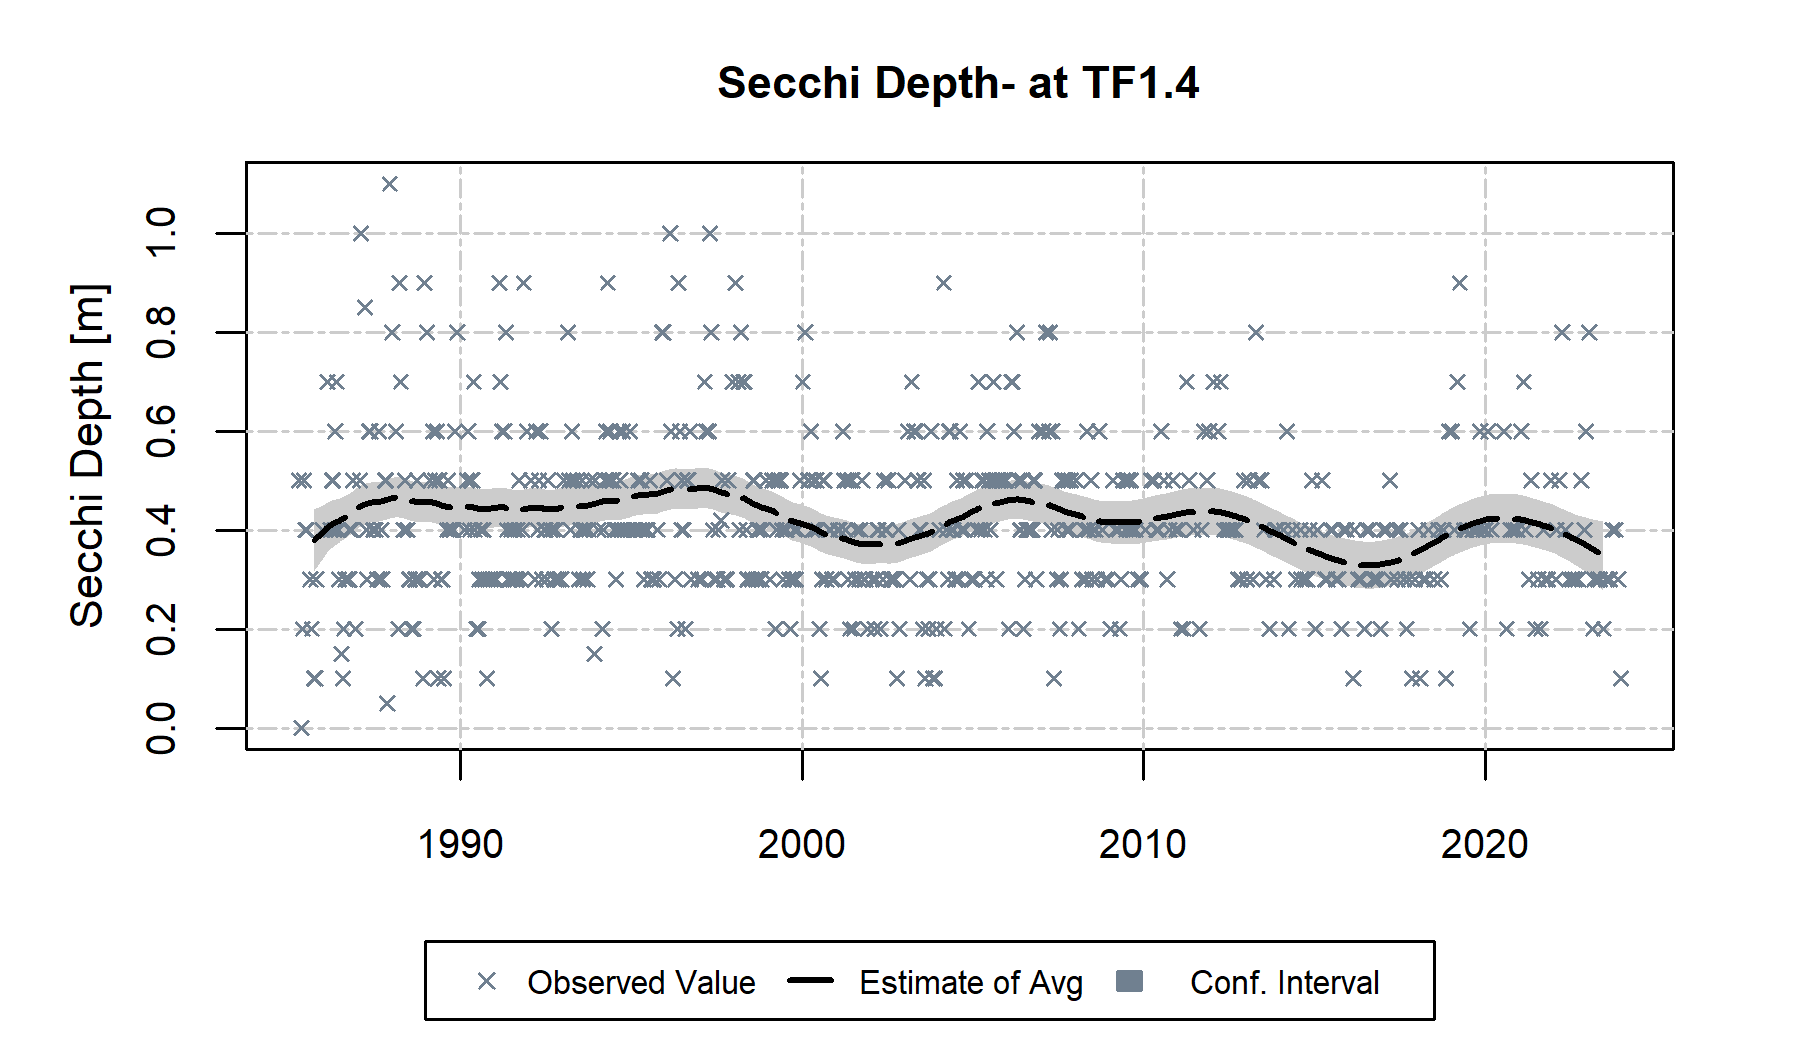 Secchi Depth- at TF1.4
Secchi Depth [m]
1.0
0.8
0.6
0.4
0.2
0.0
1990 2000 2010 2020
Observed Value Estimate of Avg Conf. Interval